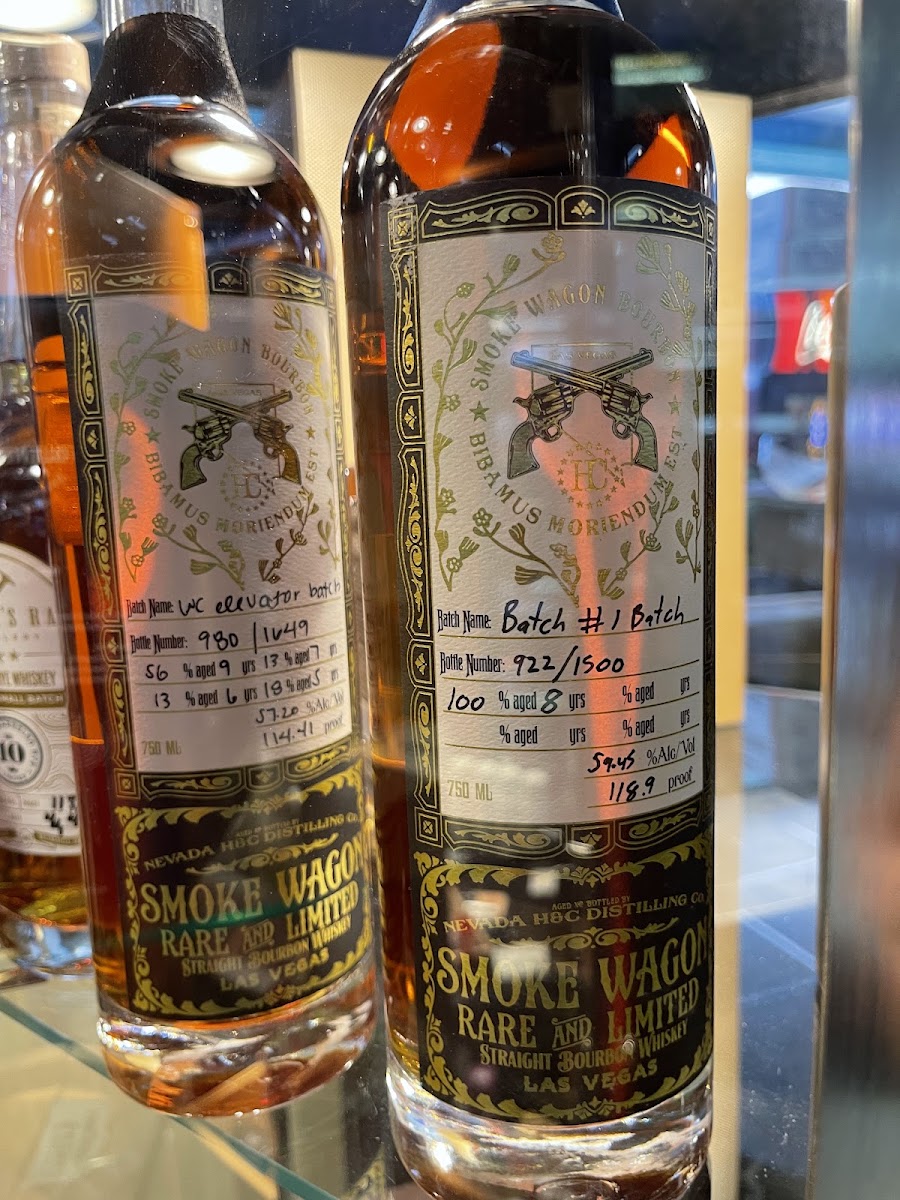 SMOKE WAGON BOURBON
BIBAMUS MORIENDUM EST
HC
Batch Name: WC elevator batch
Bottle Number: 980/1649
56 % aged 9 yrs 13 % aged 7
13 % aged 6 yrs 18 % aged 5
57.20 % Alc/Vol
114.41 proof
750 ML
AGED & BOTTLED BY
NEVADA H&C DISTILLING Co.
SMOKE WAGON
RARE AND LIMITED
STRAIGHT BOURBON WHISKEY
LAS VEGAS
SMOKE WAGON BOURBON
BIBAMUS MORIENDUM EST
HC
Batch Name: Batch #1 Batch
Bottle Number: 922/1500
100 % aged 8 yrs % aged yrs
% aged yrs % aged yrs
59.45 % Alc/Vol
118.9 proof
750 ML
AGED & BOTTLED BY
NEVADA H&C DISTILLING Co.
SMOKE WAGON
RARE AND LIMITED
STRAIGHT BOURBON WHISKEY
LAS VEGAS
WHISKEY
10